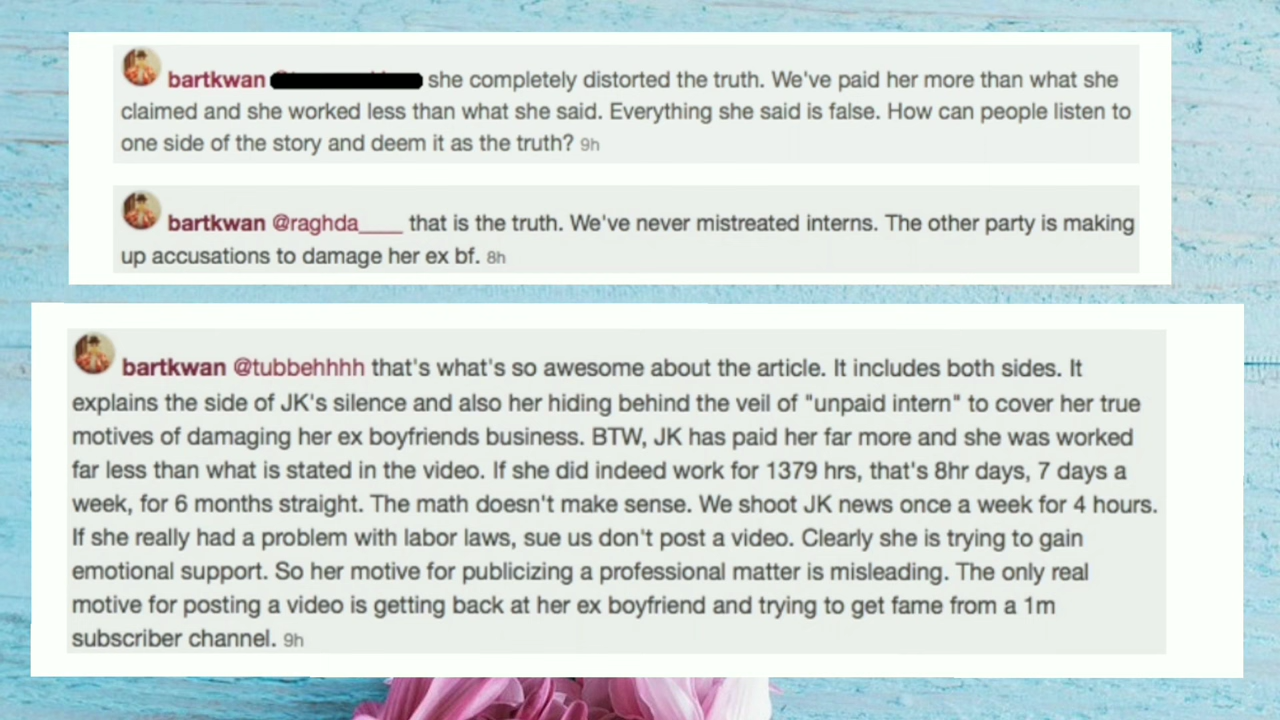 bartkwan she completely distorted the truth. We've paid her more than what she
claimed and she worked less than what she said. Everything she said is false. How can people listen to
one side of the story and deem it as the truth? 9h
bartkwan @raghda____ that is the truth. We've never mistreated interns. The other party is making
up accusations to damage her ex bf. 8h
bartkwan @tubbehhhh that's what's so awesome about the article. It includes both sides. It
explains the side of JK's silence and also her hiding behind the veil of "unpaid intern" to cover her true
motives of damaging her ex boyfriends business. BTW, JK has paid her far more and she was worked
far less than what is stated in the video. If she did indeed work for 1379 hrs, that's 8hr days, 7 days a
week, for 6 months straight. The math doesn't make sense. We shoot JK news once a week for 4 hours.
If she really had a problem with labor laws, sue us don't post a video. Clearly she is trying to gain
emotional support. So her motive for publicizing a professional matter is misleading. The only real
motive for posting a video is getting back at her ex boyfriend and trying to get fame from a 1m
subscriber channel. 9h